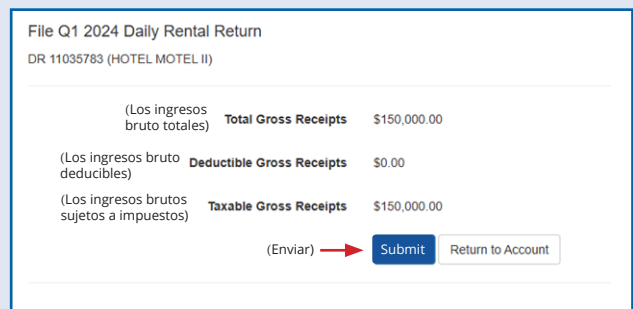 File Q1 2024 Daily Rental Return
DR 11035783 (HOTEL MOTEL II)
(Los ingresos
bruto totales) Total Gross Receipts $150,000.00
(Los ingresos bruto
deducibles) Deductible Gross Receipts $0.00
(Los ingresos brutos
sujetos a impuestos) Taxable Gross Receipts $150,000.00
(Enviar) Submit Return to Account